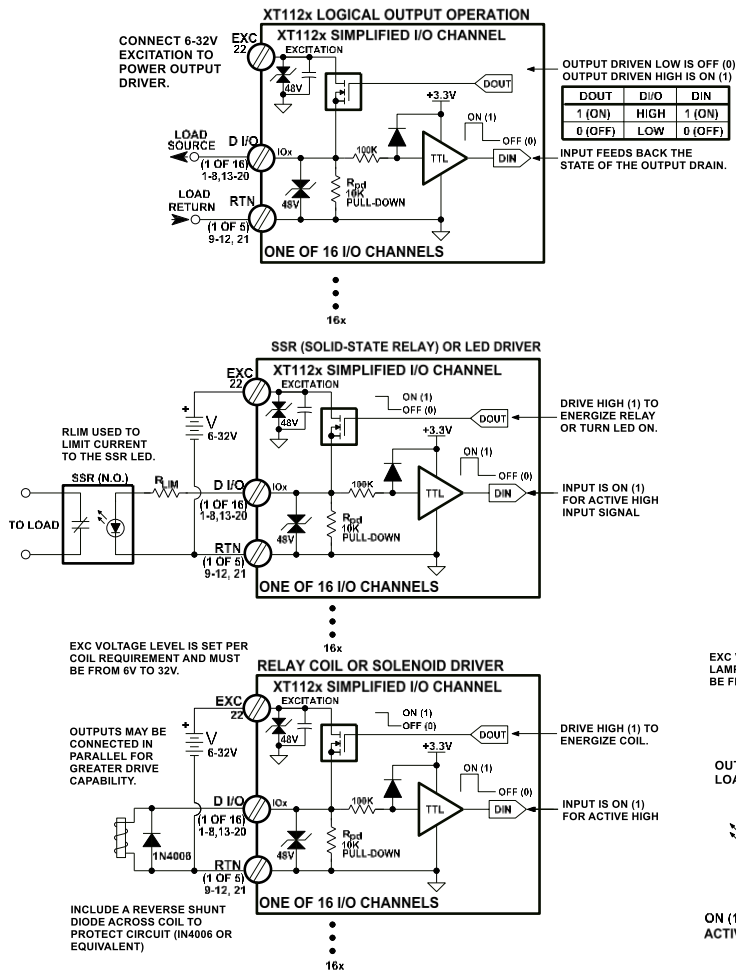 XT112x LOGICAL OUTPUT OPERATION
CONNECT 6-32V
EXCITATION TO
POWER OUTPUT
DRIVER.
EXC
22
XT112x SIMPLIFIED I/O CHANNEL
EXCITATION
48V
DOUT
+3.3V
ON (1)
OFF (0)
OUTPUT DRIVEN LOW IS OFF (0)
OUTPUT DRIVEN HIGH IS ON (1)
DOUT DI/O DIN
1 (ON) HIGH 1 (ON)
0 (OFF) LOW 0 (OFF)
LOAD
SOURCE
D I/O
IOx
(1 OF 16)
1-8,13-20
100K
TTL
DIN
INPUT FEEDS BACK THE
STATE OF THE OUTPUT DRAIN.
LOAD
RETURN
RTN
(1 OF 5)
9-12, 21
48V
Rpd
10K
PULL-DOWN
ONE OF 16 I/O CHANNELS
16x
SSR (SOLID-STATE RELAY) OR LED DRIVER
EXC
22
XT112x SIMPLIFIED I/O CHANNEL
EXCITATION
48V
ON (1)
OFF (0)
DOUT
DRIVE HIGH (1) TO
ENERGIZE RELAY
OR TURN LED ON.
+
V
6-32V
+3.3V
ON (1)
OFF (0)
RLIM USED TO
LIMIT CURRENT
TO THE SSR LED.
SSR (N.O.)
RLIM
TO LOAD
D I/O
IOx
(1 OF 16)
1-8,13-20
100K
TTL
DIN
INPUT IS ON (1)
FOR ACTIVE HIGH
INPUT SIGNAL
RTN
(1 OF 5)
9-12, 21
48V
Rpd
10K
PULL-DOWN
ONE OF 16 I/O CHANNELS
16x
EXC VOLTAGE LEVEL IS SET PER
COIL REQUIREMENT AND MUST
BE FROM 6V TO 32V.
RELAY COIL OR SOLENOID DRIVER
EXC
22
XT112x SIMPLIFIED I/O CHANNEL
EXCITATION
48V
ON (1)
OFF (0)
DOUT
DRIVE HIGH (1) TO
ENERGIZE COIL.
OUTPUTS MAY BE
CONNECTED IN
PARALLEL FOR
GREATER DRIVE
CAPABILITY.
+
V
6-32V
+3.3V
ON (1)
OFF (0)
D I/O
IOx
(1 OF 16)
1-8,13-20
100K
TTL
DIN
INPUT IS ON (1)
FOR ACTIVE HIGH
1N4006
RTN
(1 OF 5)
9-12, 21
48V
Rpd
10K
PULL-DOWN
ONE OF 16 I/O CHANNELS
INCLUDE A REVERSE SHUNT
DIODE ACROSS COIL TO
PROTECT CIRCUIT (IN4006 OR
EQUIVALENT)
16x
EXC
LAMP
BE
ON (1